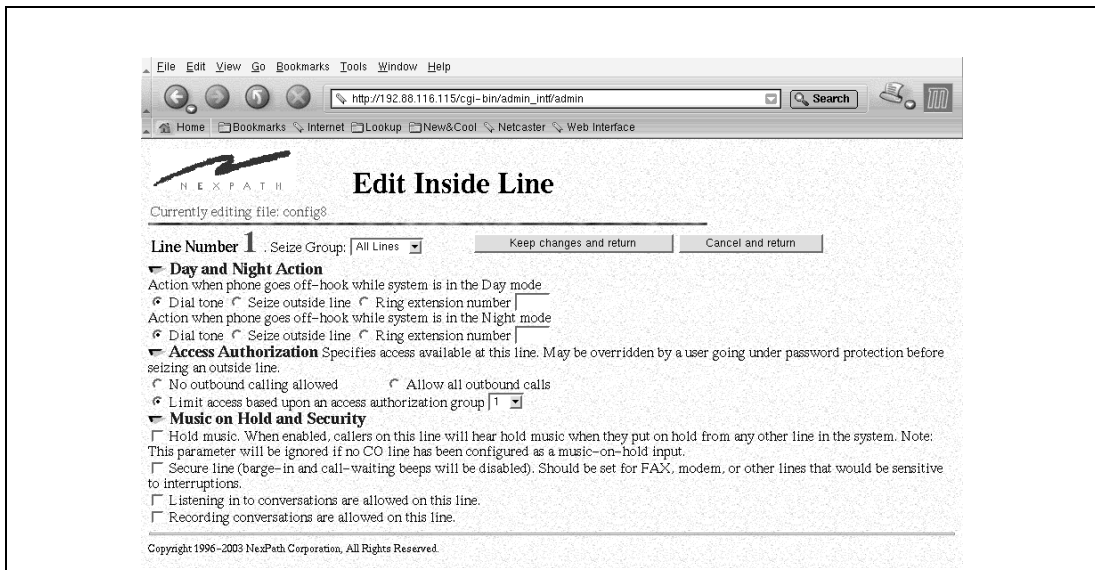 File Edit View Go Bookmarks Tools Window Help
http://192.88.116.115/cgi-bin/admin_intf/admin Search
Home Bookmarks Internet Lookup New&Cool Netcaster Web Interface
NEXPATH
Edit Inside Line
Currently editing file: config8
Line Number 1 . Seize Group: All Lines Keep changes and return Cancel and return
Day and Night Action
Action when phone goes off-hook while system is in the Day mode
Dial tone Seize outside line Ring extension number
Action when phone goes off-hook while system is in the Night mode
Dial tone Seize outside line Ring extension number
Access Authorization Specifies access available at this line. May be overridden by a user going under password protection before
seizing an outside line.
No outbound calling allowed Allow all outbound calls
Limit access based upon an access authorization group 1
Music on Hold and Security
Hold music. When enabled, callers on this line will hear hold music when they put on hold from any other line in the system. Note:
This parameter will be ignored if no CO line has been configured as a music-on-hold input.
Secure line (barge-in and call-waiting beeps will be disabled). Should be set for FAX, modem, or other lines that would be sensitive
to interruptions.
Listening in to conversations are allowed on this line.
Recording conversations are allowed on this line.
Copyright 1996-2003 NexPath Corporation, All Rights Reserved.